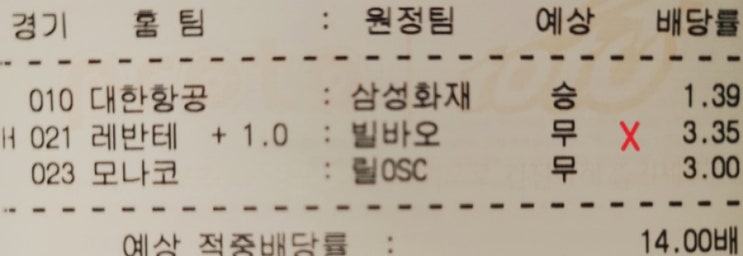 경기 홈 팀 : 원정팀 예상 배당률
010 대한항공 : 삼성화재 승 1.39
H 021 레반테 + 1.0 : 빌바오 무 X 3.35
023 모나코 : 릴OSC 무 3.00
예상 적중배당률 : 14.00배